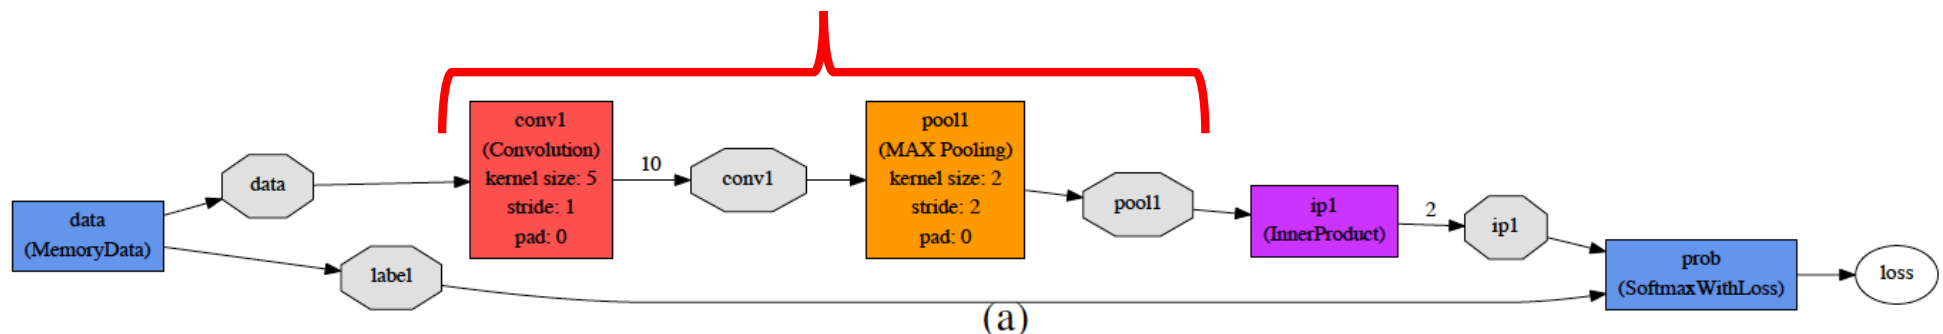 data
(MemoryData)
data
label
conv1
(Convolution)
kernel size: 5
stride: 1
pad: 0
10
conv1
pool1
(MAX Pooling)
kernel size: 2
stride: 2
pad: 0
pool1
ip1
(InnerProduct)
2
ip1
prob
(SoftmaxWithLoss)
loss
(a)